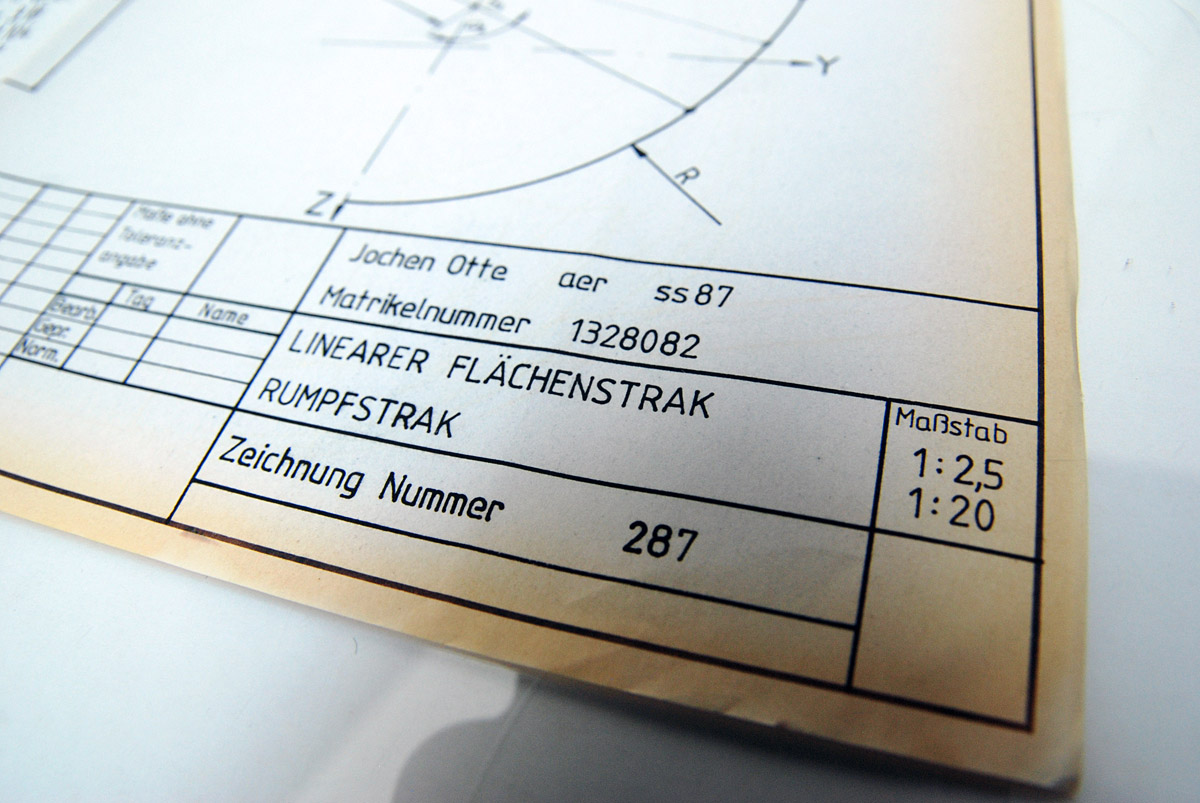 Y
R
Z
Maße ohne
Toleranz-
angabe
Tag Name
Bearb.
Gepr.
Norm.
Jochen Otte aer ss87
Matrikelnummer 1328082
LINEARER FLÄCHENSTRAK
RUMPFSTRAK
Maßstab
1:2,5
1:20
Zeichnung Nummer 287